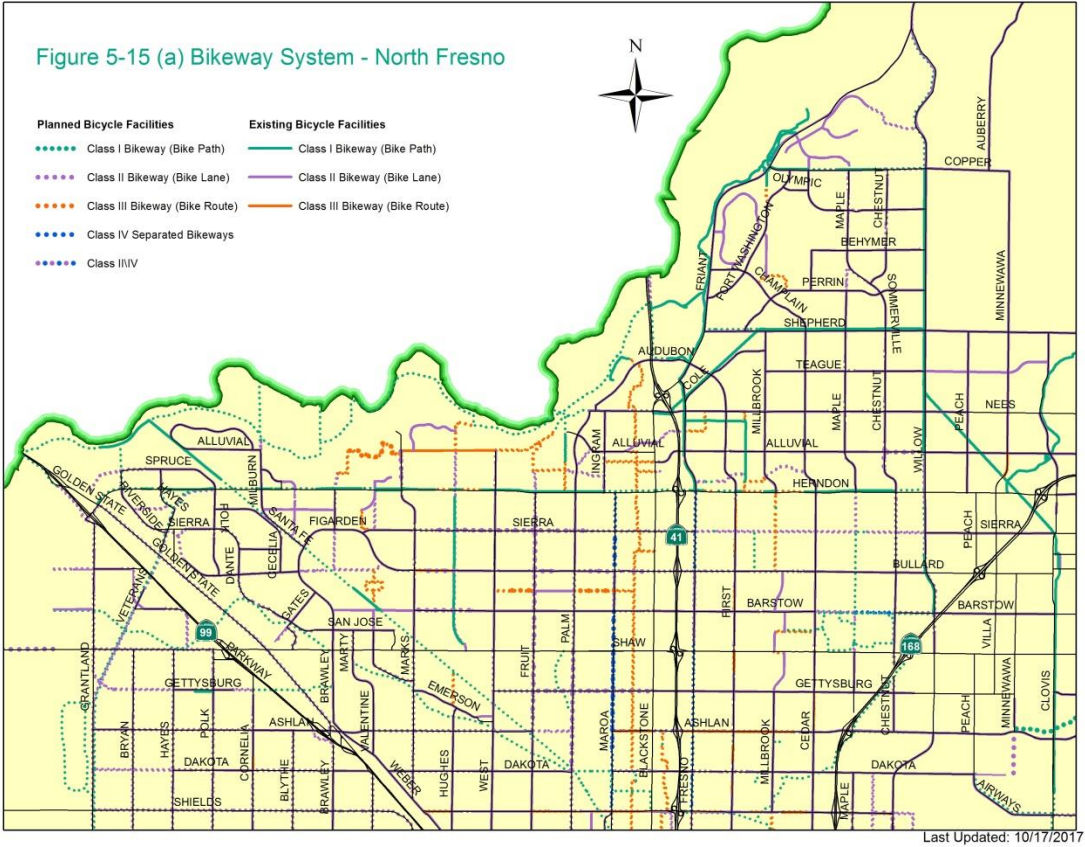 Figure 5-15 (a) Bikeway System - North Fresno
N
Planned Bicycle Facilities
Existing Bicycle Facilities
Class I Bikeway (Bike Path)
Class I Bikeway (Bike Path)
Class II Bikeway (Bike Lane)
Class II Bikeway (Bike Lane)
Class III Bikeway (Bike Route)
Class III Bikeway (Bike Route)
Class IV Separated Bikeways
Class II\IV
AUBERRY
COPPER
OLYMPIC
MAPLE
CHESTNUT
FORT WASHINGTON
BEHYMER
FRIANT
CHAMPLAIN
PERRIN
SOMMERVILLE
MINNEWAWA
SHEPHERD
AUDUBON
COLE
TEAGUE
MILLBROOK
MAPLE
CHESTNUT
PEACH
NEES
ALLUVIAL
INGRAM
ALLUVIAL
ALLUVIAL
WILLOW
SPRUCE
MILBURN
GOLDEN STATE
HAYES
RIVERSIDE
HERNDON
SIERRA
POLK
SANTA FE
FIGARDEN
SIERRA
PEACH
SIERRA
41
GOLDEN STATE
DANTE
CECELIA
BULLARD
VETERANS
GATES
FIRST
BARSTOW
BARSTOW
SAN JOSE
PALM
99
MARTY
MARKS
FRUIT
SHAW
168
VILLA
GRANTLAND
PARKWAY
BRAWLEY
GETTYSBURG
EMERSON
GETTYSBURG
CHESTNUT
MINNEWAWA
CLOVIS
BRYAN
HAYES
POLK
CORNELIA
ASHLAN
VALENTINE
MAROA
BLACKSTONE
ASHLAN
CEDAR
PEACH
DAKOTA
BLYTHE
BRAWLEY
WEBER
HUGHES
WEST
DAKOTA
FRESNO
MILLBROOK
DAKOTA
SHIELDS
MAPLE
AIRWAYS
Last Updated: 10/17/2017